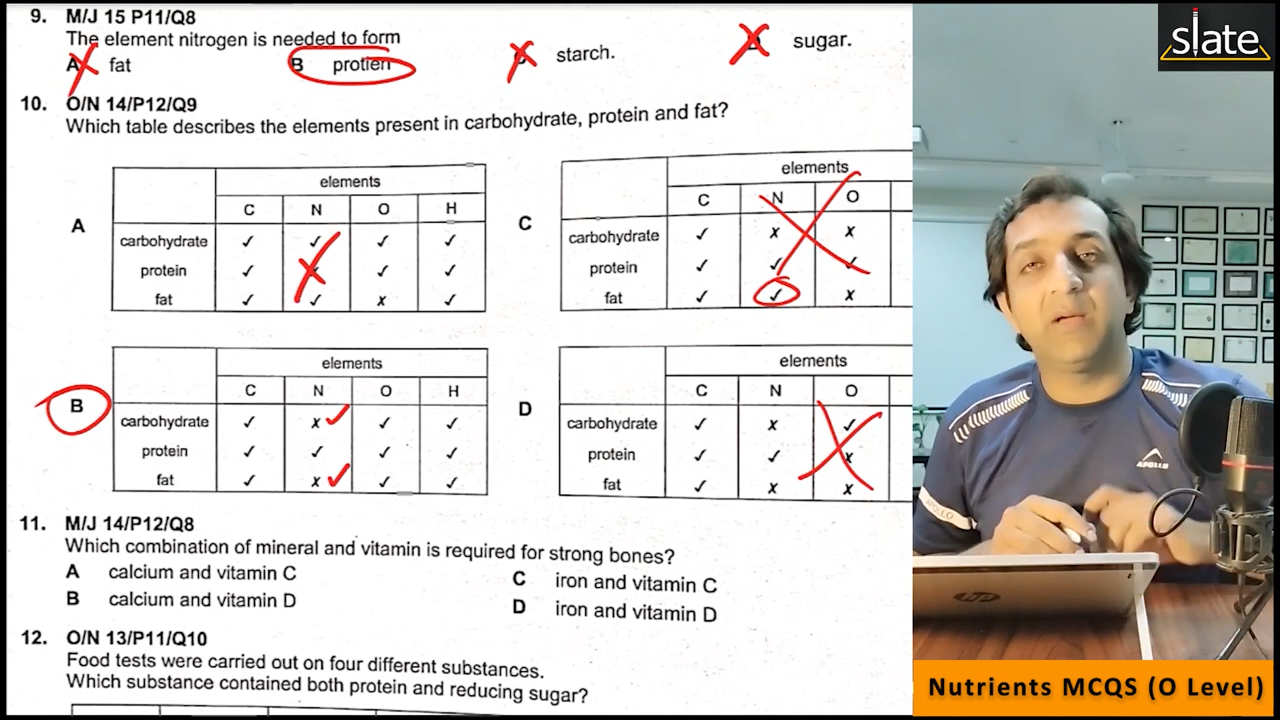 9. M/J 15 P11/Q8
The element nitrogen is needed to form
A fat B protien C starch. D sugar.
10. O/N 14/P12/Q9
Which table describes the elements present in carbohydrate, protein and fat?
A
elements
C N O H
carbohydrate ✓ ✓ ✓ ✓
protein ✓ x ✓ ✓
fat ✓ ✓ x ✓
C
elements
C N O
carbohydrate ✓ x x
protein ✓ ✓ ✓
fat ✓ ✓ x
B
elements
C N O H
carbohydrate ✓ x ✓ ✓
protein ✓ ✓ ✓ ✓
fat ✓ x ✓ ✓
D
elements
C N O
carbohydrate ✓ x ✓
protein ✓ ✓ x
fat ✓ x x
11. M/J 14/P12/Q8
Which combination of mineral and vitamin is required for strong bones?
A calcium and vitamin C
B calcium and vitamin D
C iron and vitamin C
D iron and vitamin D
12. O/N 13/P11/Q10
Food tests were carried out on four different substances.
Which substance contained both protein and reducing sugar?
slate
APOLLO
APOLLO
hp
Nutrients MCQS (O Level)